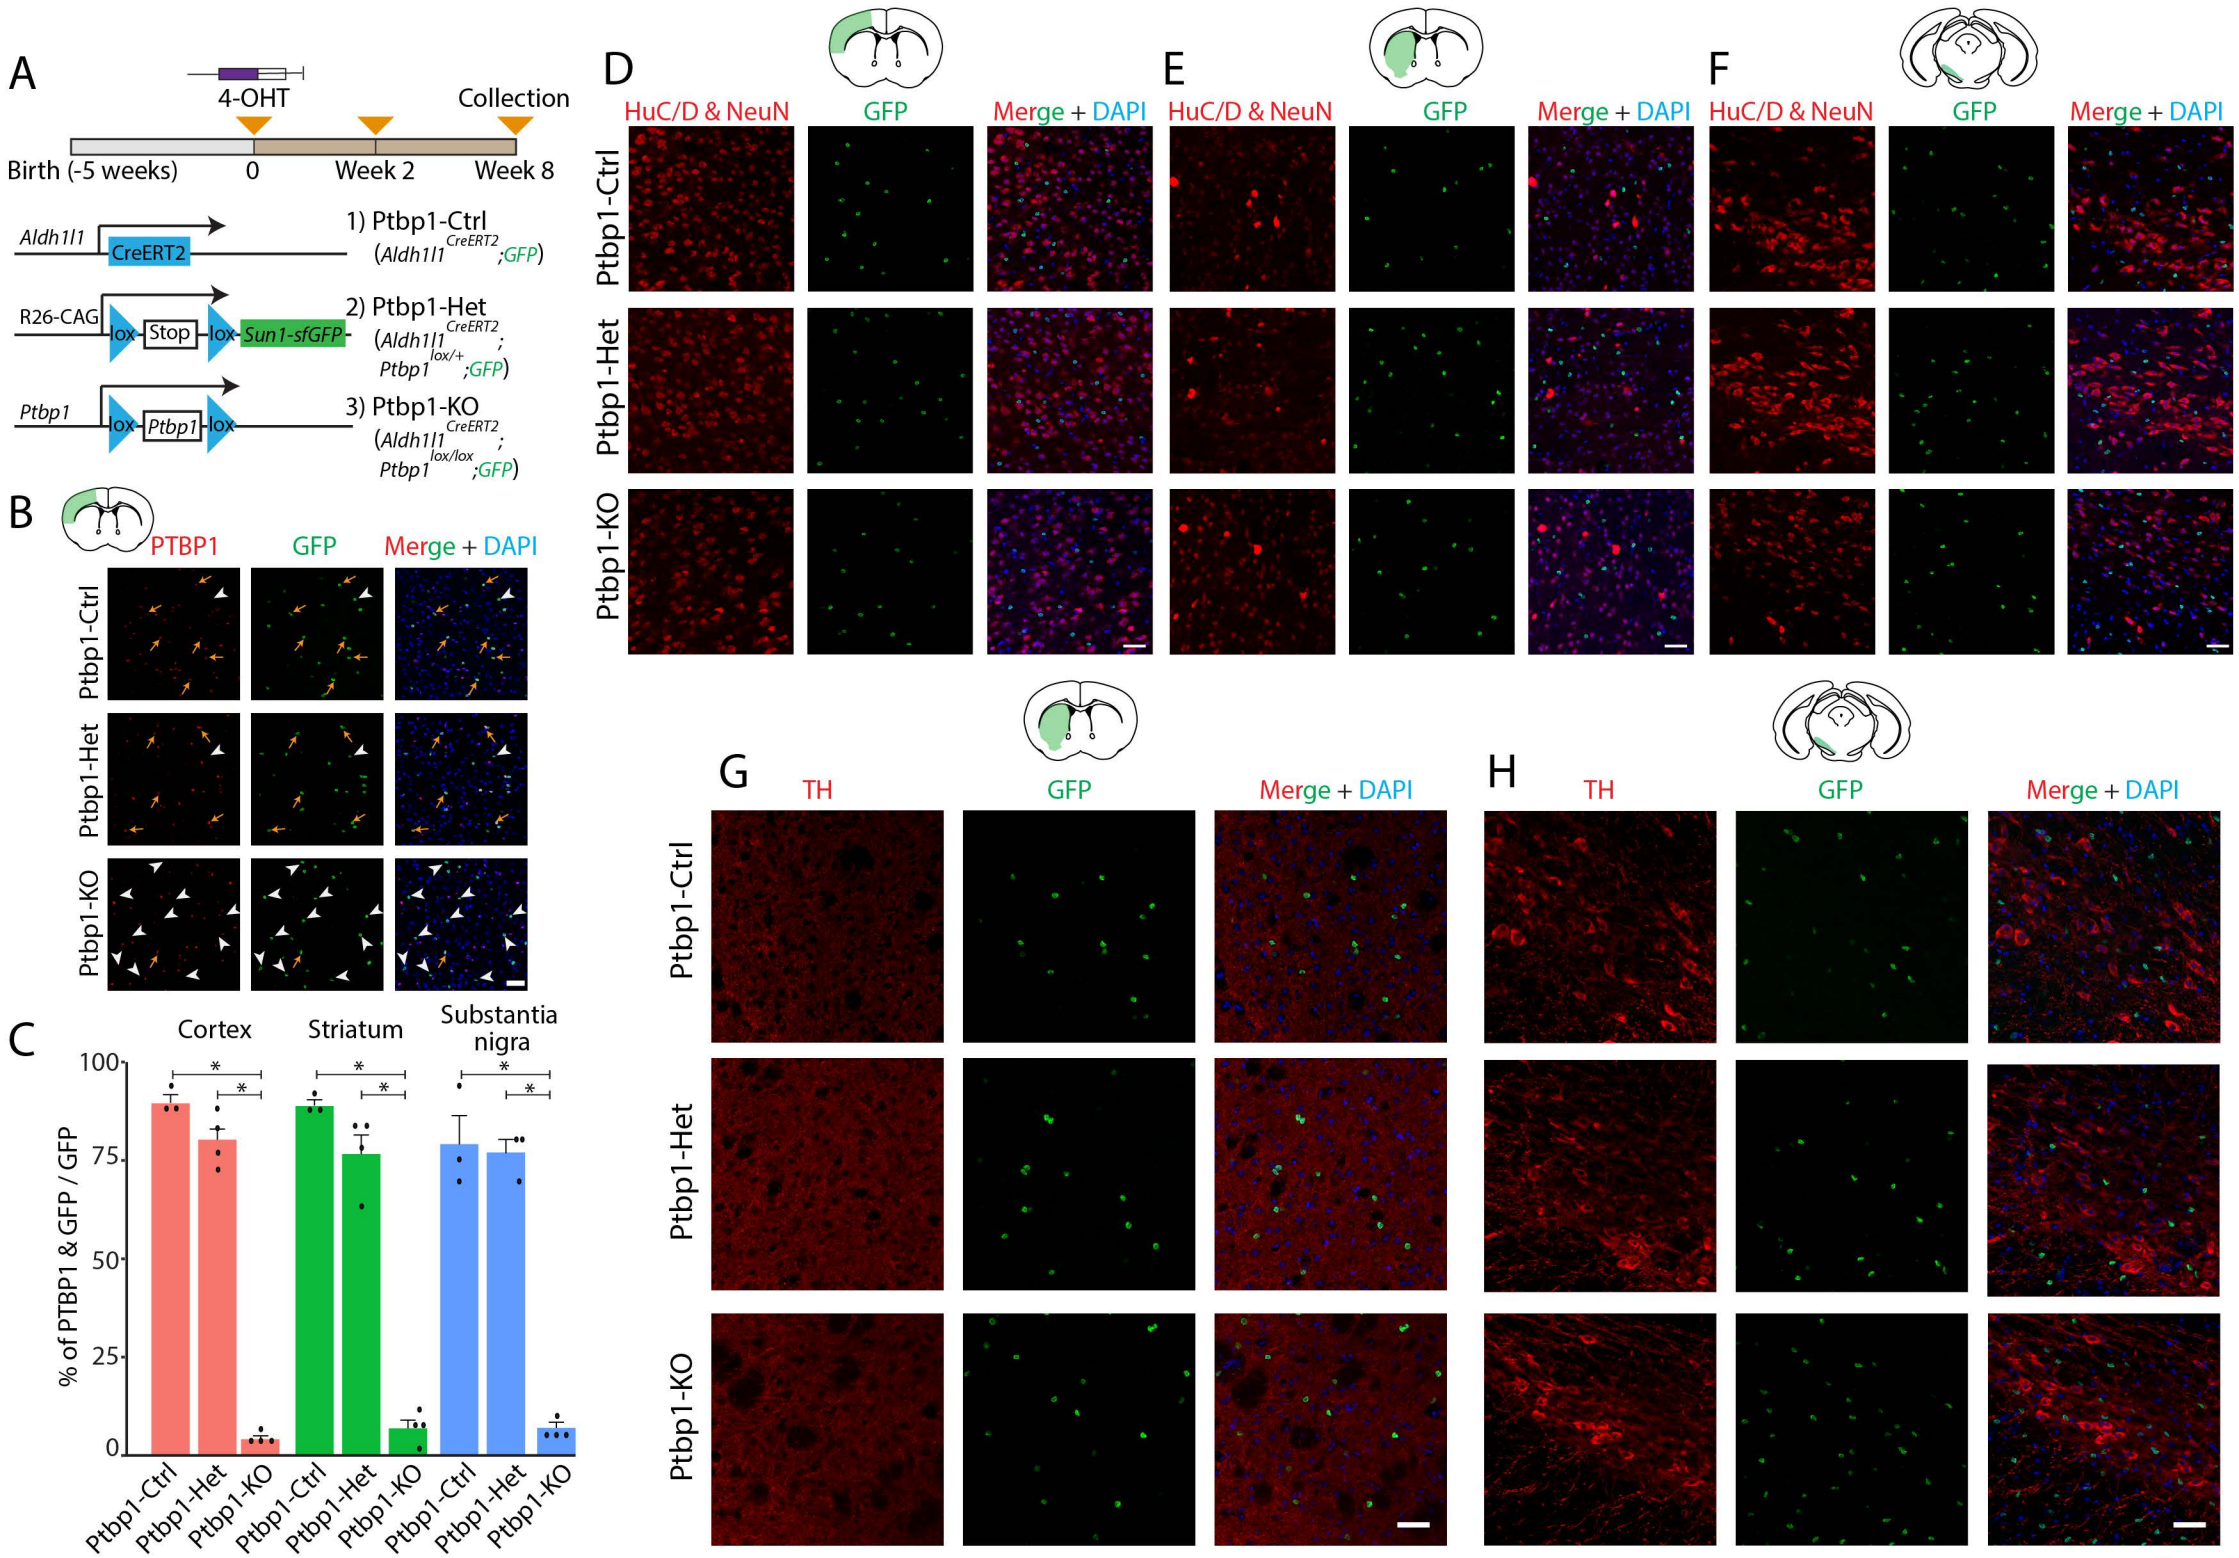 A
4-OHT
Collection
Birth (-5 weeks)
0
Week 2
Week 8
Aldh1l1
CreERT2
R26-CAG
lox
Stop
lox
Sun1-sfGFP
Ptbp1
lox
Ptbp1
lox
1) Ptbp1-Ctrl
(Aldh1l1CreERT2;GFP)
2) Ptbp1-Het
(Aldh1l1CreERT2;
Ptbp1lox/+;GFP)
3) Ptbp1-KO
(Aldh1l1CreERT2;
Ptbp1lox/lox;GFP)
B
PTBP1
GFP
Merge + DAPI
Ptbp1-Ctrl
Ptbp1-Het
Ptbp1-KO
C
Cortex
Striatum
Substantia
nigra
% of PTBP1 & GFP / GFP
100
75
50
25
0
* * * * * *
Ptbp1-Ctrl
Ptbp1-Het
Ptbp1-KO
Ptbp1-Ctrl
Ptbp1-Het
Ptbp1-KO
Ptbp1-Ctrl
Ptbp1-Het
Ptbp1-KO
D
HuC/D & NeuN
GFP
Merge + DAPI
Ptbp1-Ctrl
Ptbp1-Het
Ptbp1-KO
E
HuC/D & NeuN
GFP
Merge + DAPI
F
HuC/D & NeuN
GFP
Merge + DAPI
G
TH
GFP
Merge + DAPI
Ptbp1-Ctrl
Ptbp1-Het
Ptbp1-KO
H
TH
GFP
Merge + DAPI